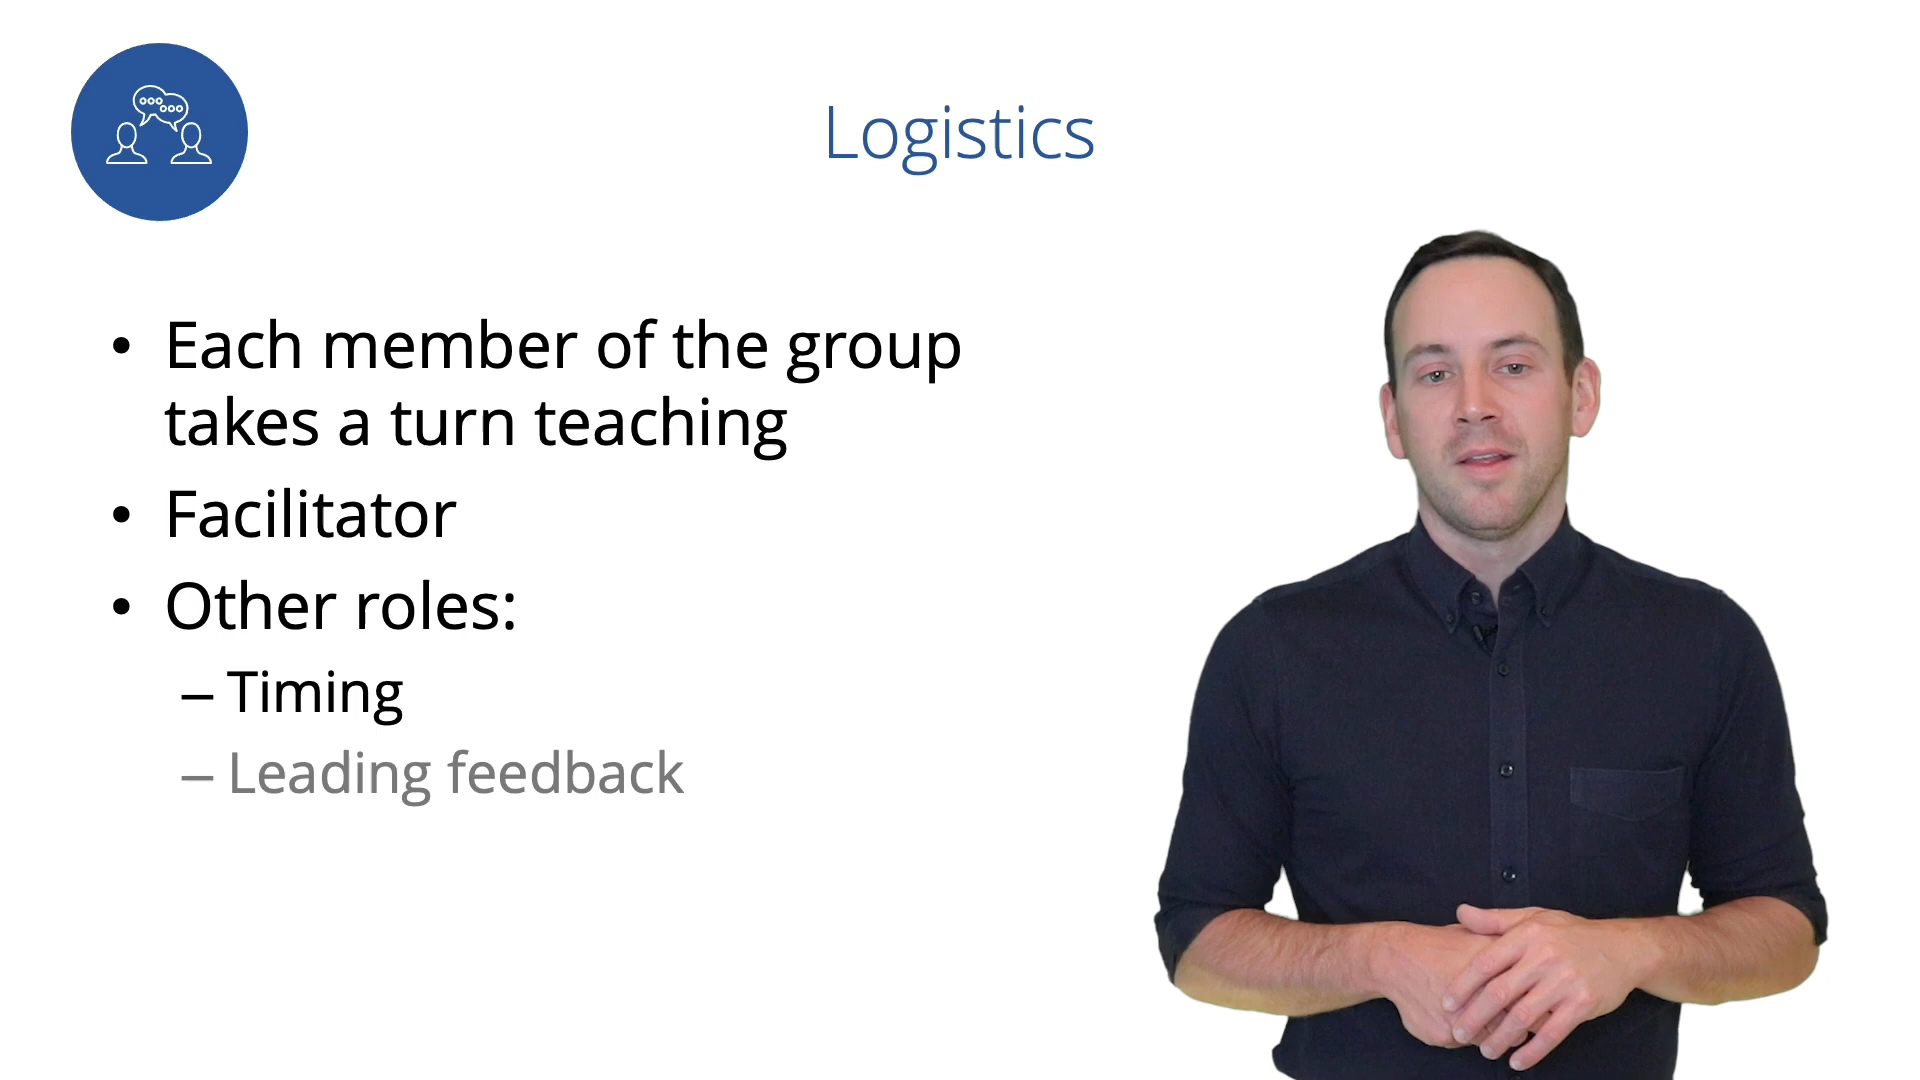 Logistics
• Each member of the group
takes a turn teaching
• Facilitator
• Other roles:
– Timing
– Leading feedback